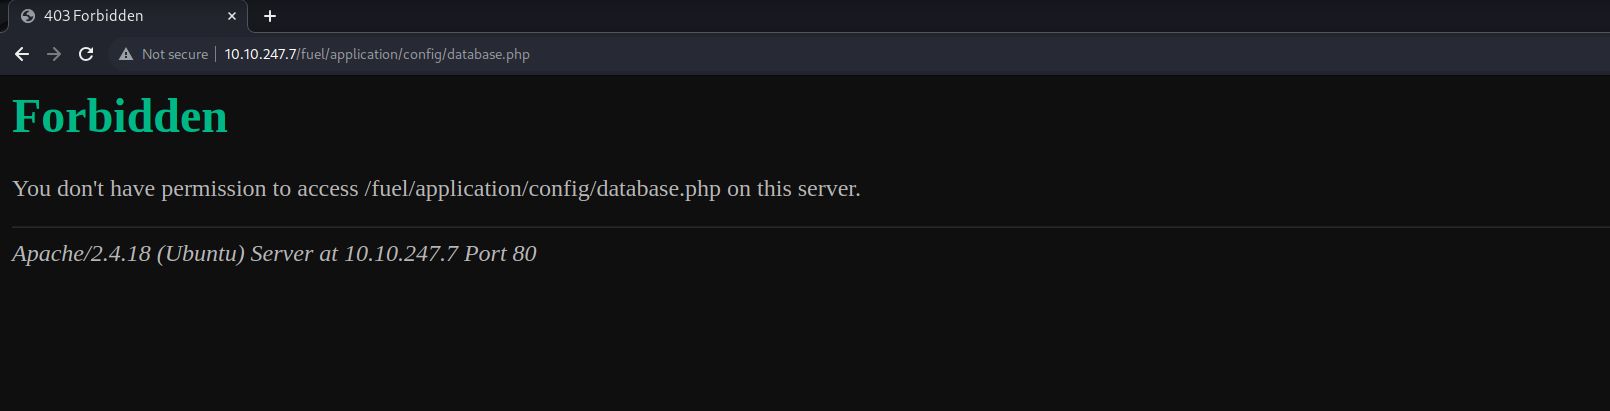 403 Forbidden
Not secure 10.10.247.7/fuel/application/config/database.php
Forbidden
You don't have permission to access /fuel/application/config/database.php on this server.
Apache/2.4.18 (Ubuntu) Server at 10.10.247.7 Port 80